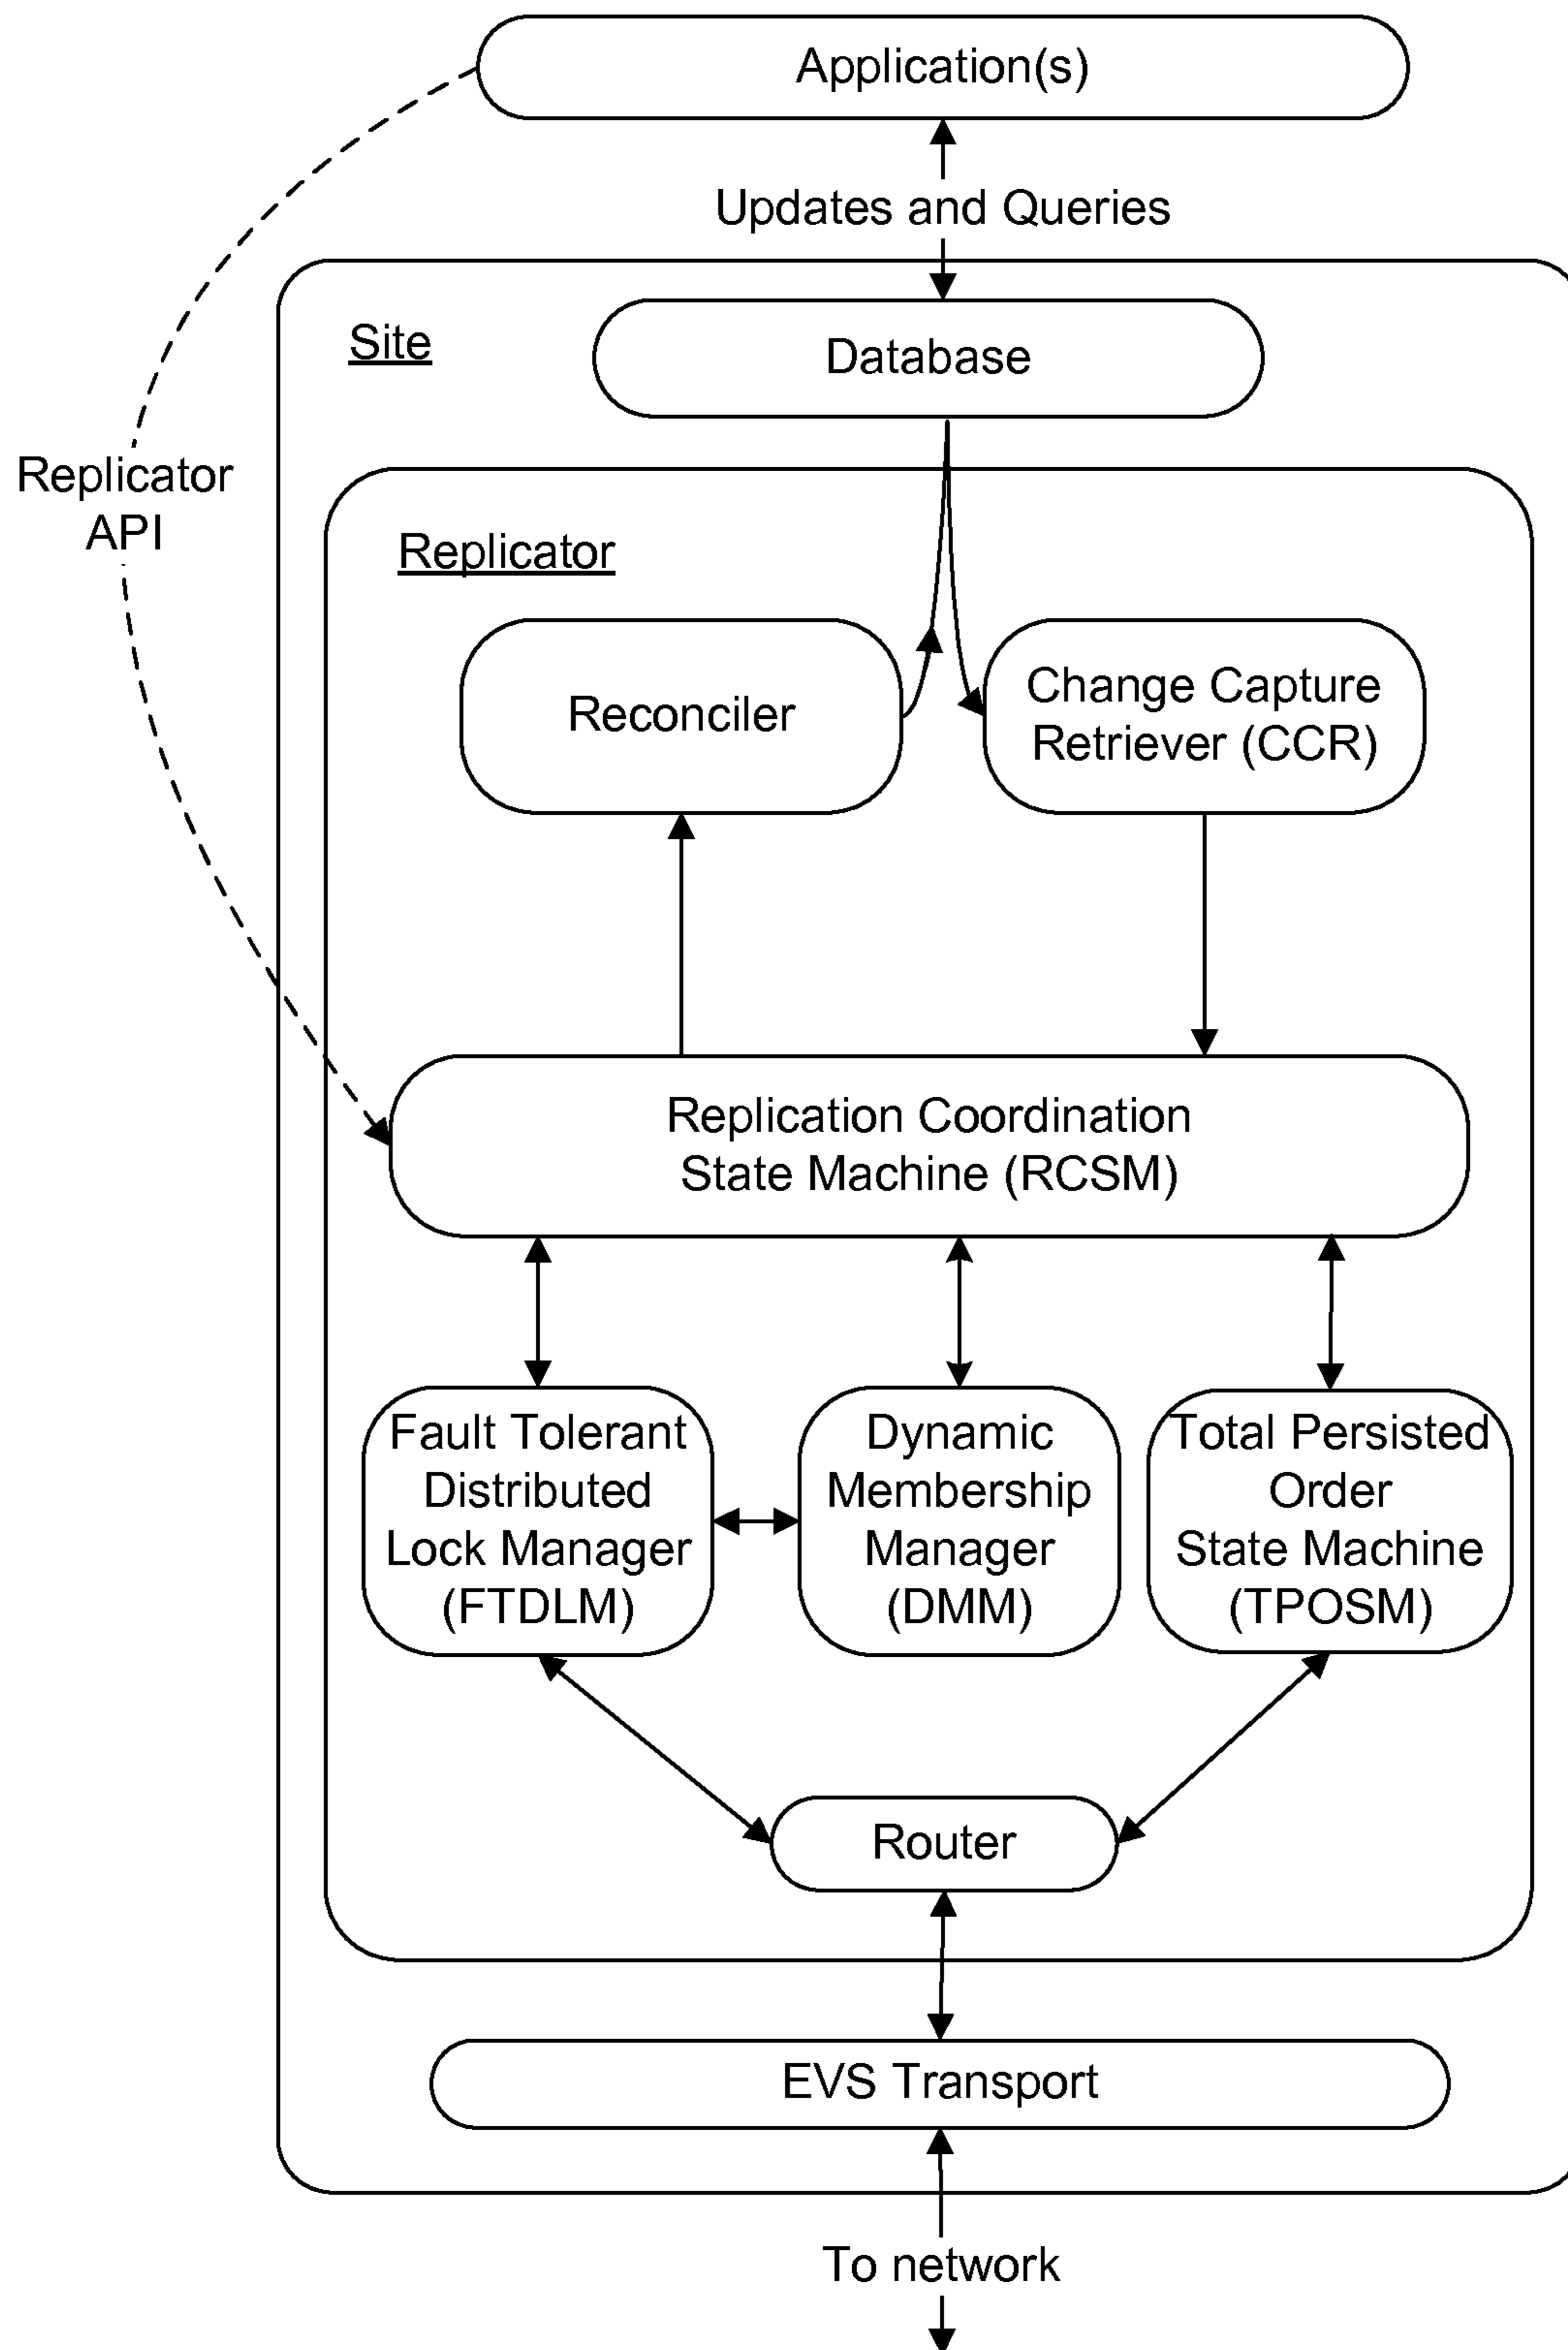 Application(s)
Updates and Queries
Site
Database
Replicator
API
Replicator
Reconciler
Change Capture
Retriever (CCR)
Replication Coordination
State Machine (RCSM)
Fault Tolerant
Distributed
Lock Manager
(FTDLM)
Dynamic
Membership
Manager
(DMM)
Total Persisted
Order
State Machine
(TPOSM)
Router
EVS Transport
To network